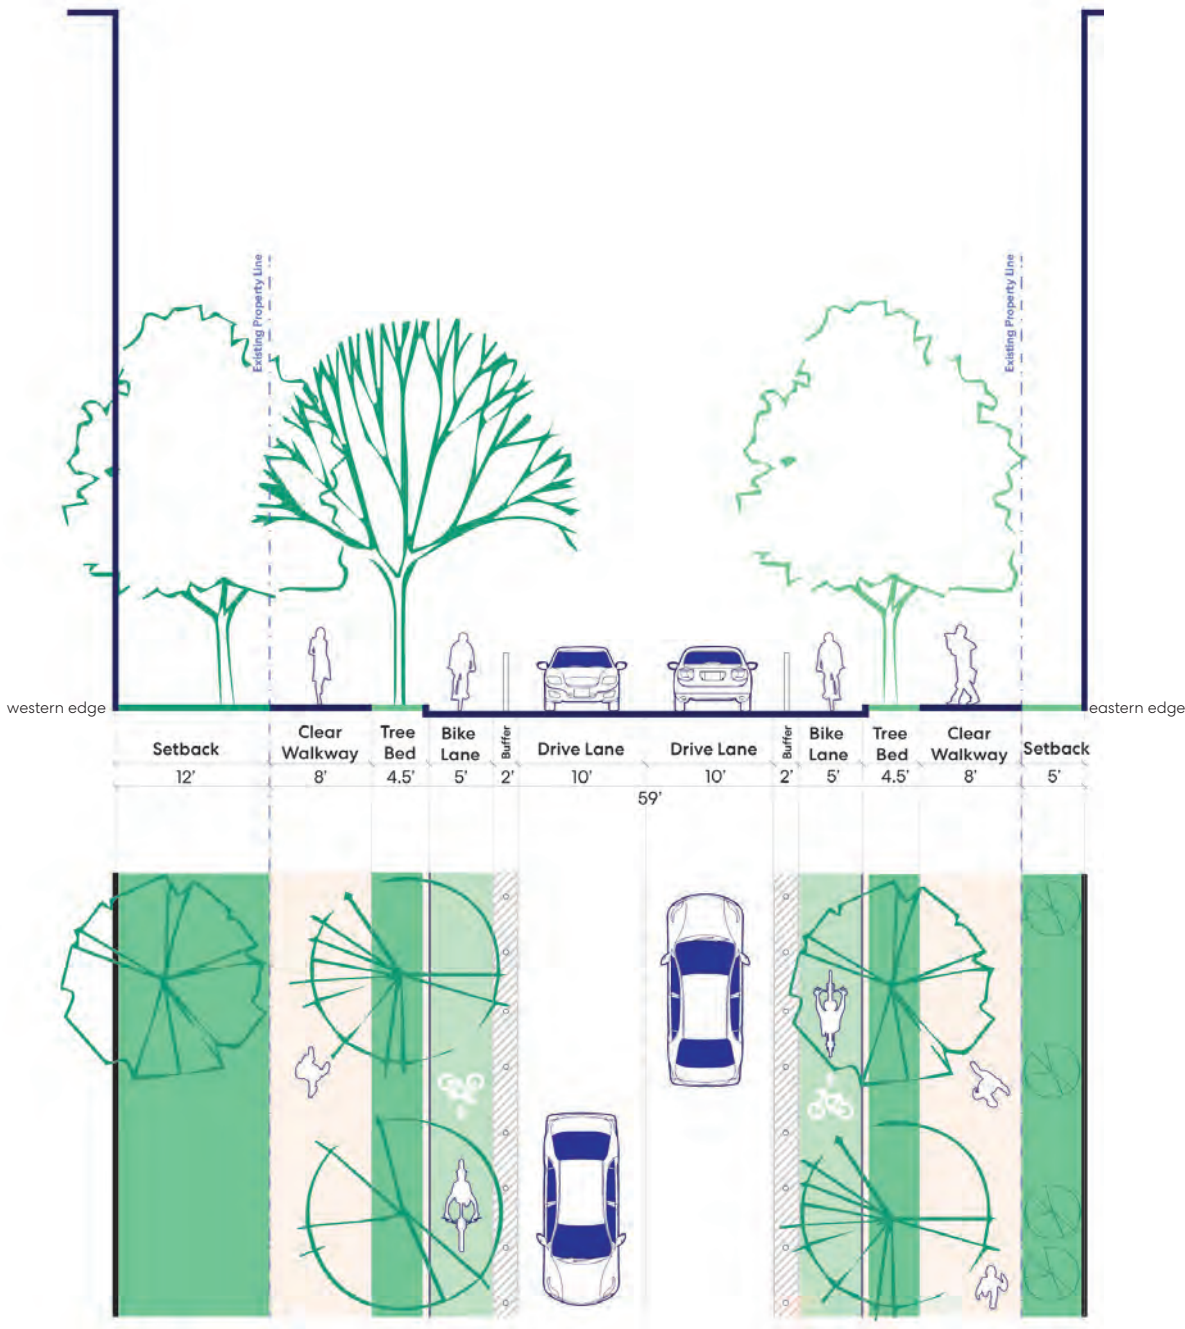 Existing Property Line
Existing Property Line
western edge
eastern edge
Setback
Clear
Walkway
Tree
Bed
Bike
Lane
Buffer
Drive Lane
Drive Lane
Buffer
Bike
Lane
Tree
Bed
Clear
Walkway
Setback
12'
8'
4.5'
5'
2'
10'
10'
2'
5'
4.5'
8'
5'
59'